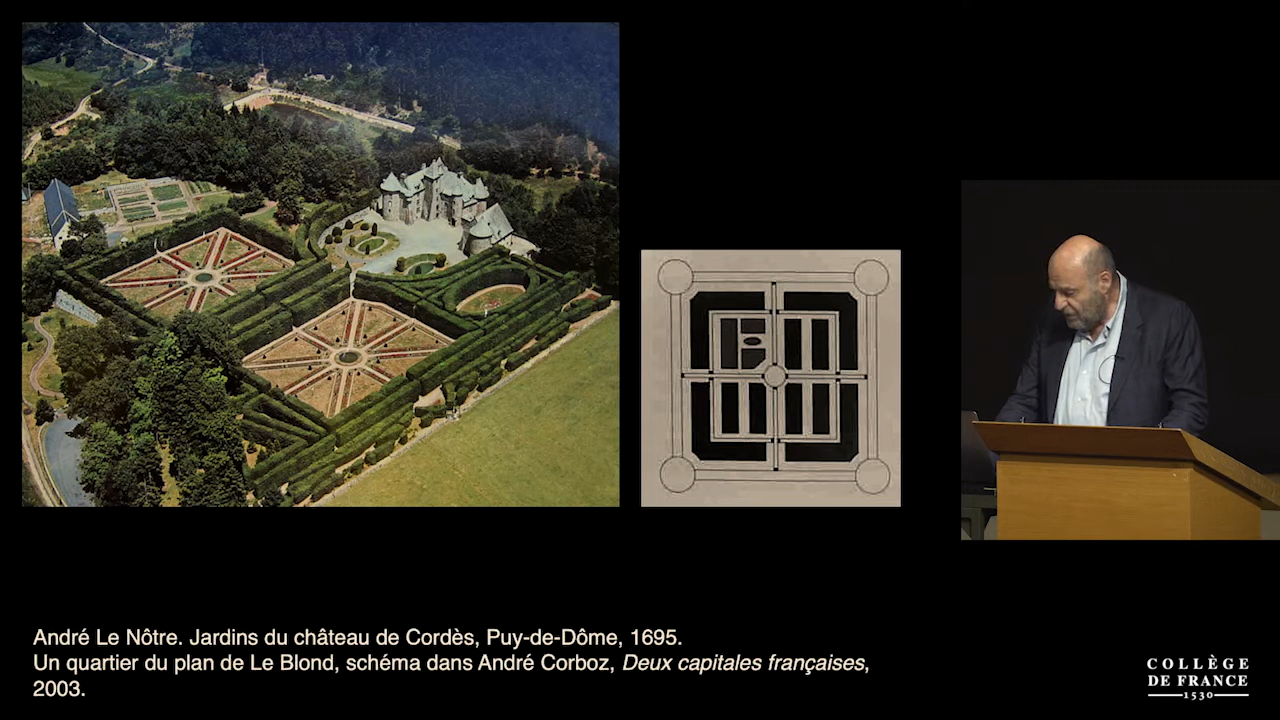 André Le Nôtre. Jardins du château de Cordès, Puy-de-Dôme, 1695.
Un quartier du plan de Le Blond, schéma dans André Corboz, Deux capitales françaises,
2003.
COLLÈGE
DE FRANCE
1530